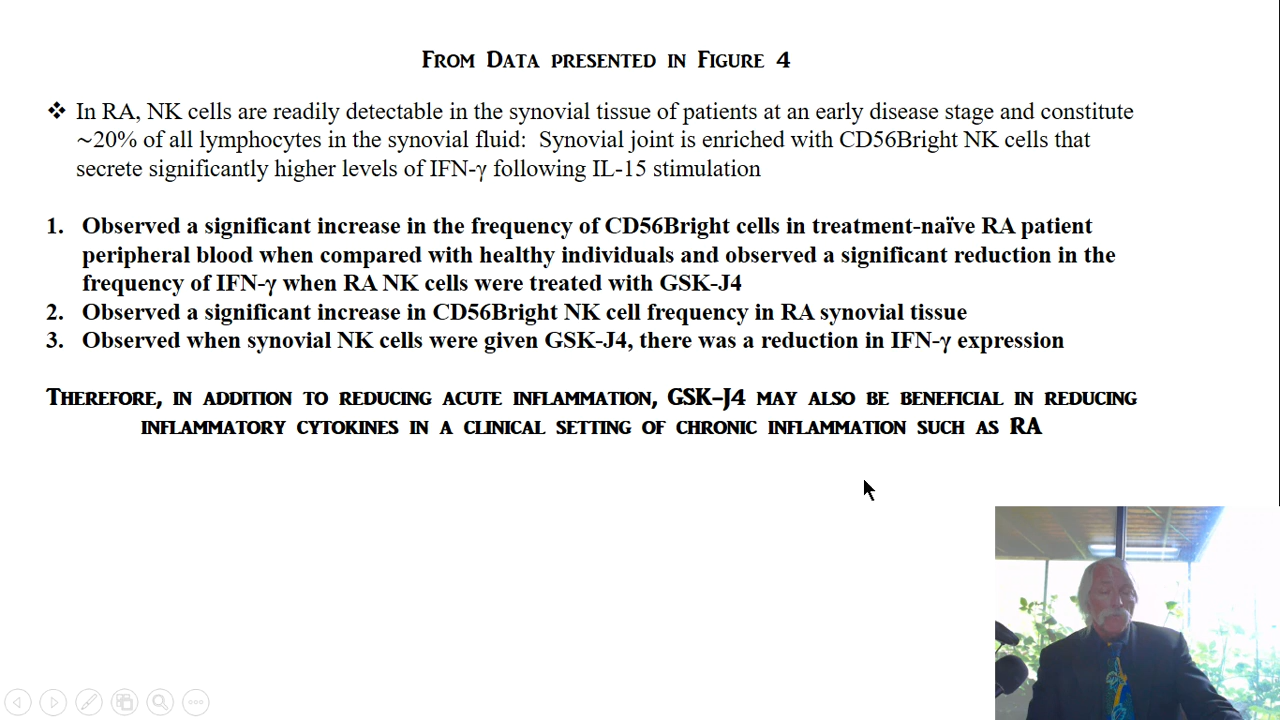 From Data presented in Figure 4
❖ In RA, NK cells are readily detectable in the synovial tissue of patients at an early disease stage and constitute
~20% of all lymphocytes in the synovial fluid: Synovial joint is enriched with CD56Bright NK cells that
secrete significantly higher levels of IFN-γ following IL-15 stimulation
1. Observed a significant increase in the frequency of CD56Bright cells in treatment-naïve RA patient
peripheral blood when compared with healthy individuals and observed a significant reduction in the
frequency of IFN-γ when RA NK cells were treated with GSK-J4
2. Observed a significant increase in CD56Bright NK cell frequency in RA synovial tissue
3. Observed when synovial NK cells were given GSK-J4, there was a reduction in IFN-γ expression
Therefore, in addition to reducing acute inflammation, GSK-J4 may also be beneficial in reducing
inflammatory cytokines in a clinical setting of chronic inflammation such as RA